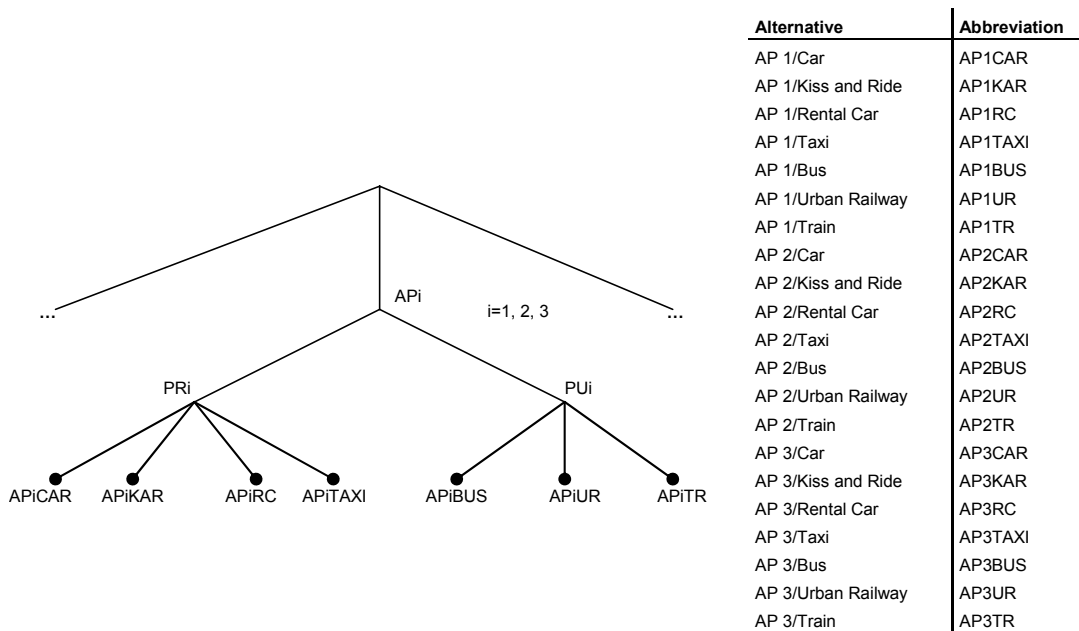 APi
i=1, 2, 3
... ...
PRi PUi
APiCAR APiKAR APiRC APiTAXI APiBUS APiUR APiTR
Alternative Abbreviation
AP 1/Car AP1CAR
AP 1/Kiss and Ride AP1KAR
AP 1/Rental Car AP1RC
AP 1/Taxi AP1TAXI
AP 1/Bus AP1BUS
AP 1/Urban Railway AP1UR
AP 1/Train AP1TR
AP 2/Car AP2CAR
AP 2/Kiss and Ride AP2KAR
AP 2/Rental Car AP2RC
AP 2/Taxi AP2TAXI
AP 2/Bus AP2BUS
AP 2/Urban Railway AP2UR
AP 2/Train AP2TR
AP 3/Car AP3CAR
AP 3/Kiss and Ride AP3KAR
AP 3/Rental Car AP3RC
AP 3/Taxi AP3TAXI
AP 3/Bus AP3BUS
AP 3/Urban Railway AP3UR
AP 3/Train AP3TR